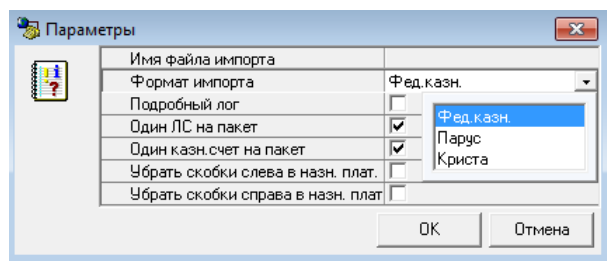 Параметры
Имя файла импорта
Формат импорта Фед.казн.
Подробный лог
Один ЛС на пакет
Один казн.счет на пакет
Убрать скобки слева в назн. плат.
Убрать скобки справа в назн. плат
Фед.казн.
Парус
Криста
OK Отмена